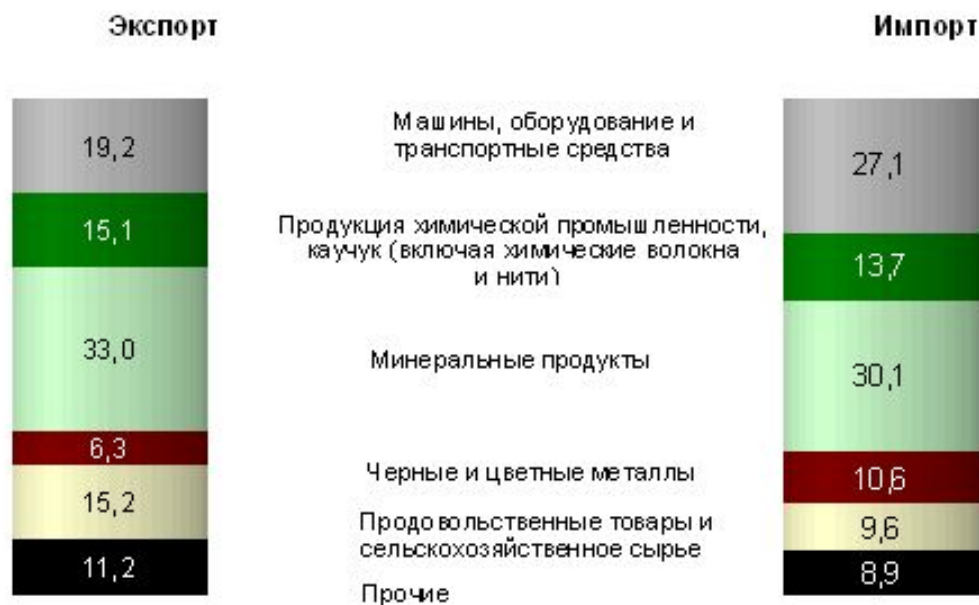 Экспорт
Импорт
19,2
15,1
33,0
6,3
15,2
11,2
Машины, оборудование и
транспортные средства
Продукция химической промышленности,
каучук (включая химические волокна
и нити)
Минеральные продукты
Черные и цветные металлы
Продовольственные товары и
сельскохозяйственное сырье
Прочие
27,1
13,7
30,1
10,6
9,6
8,9